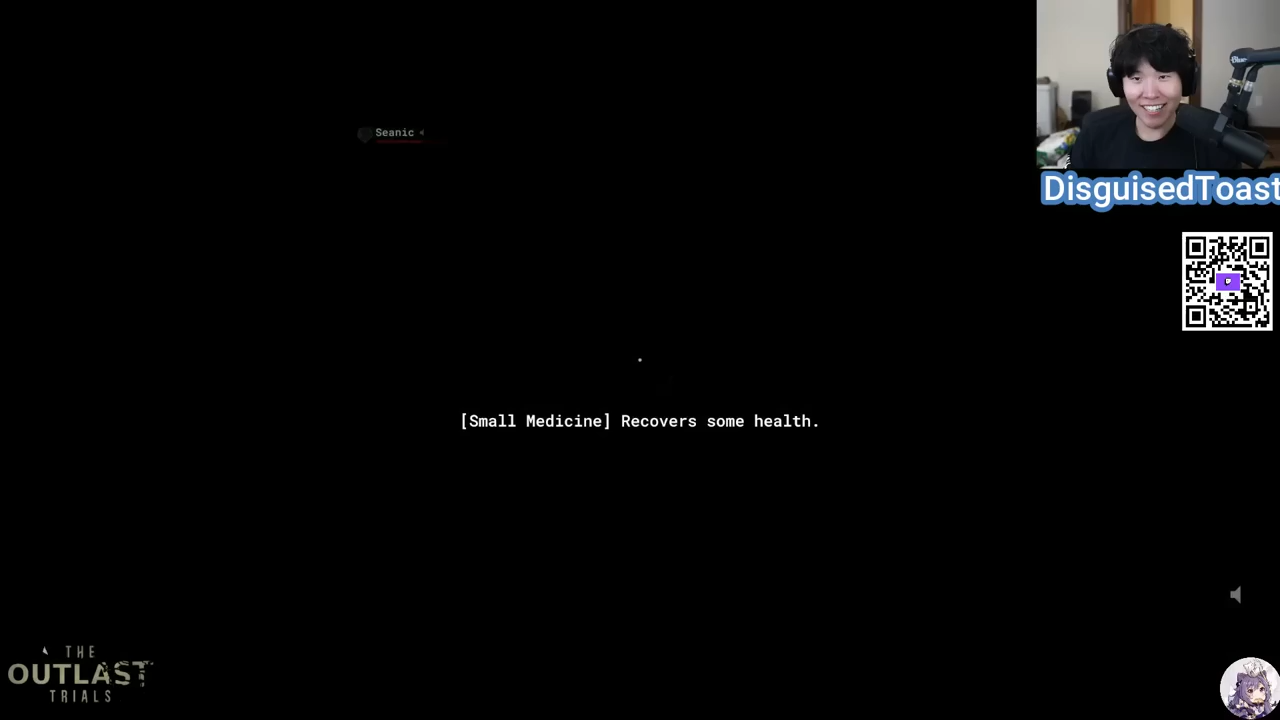 Seanic
DisguisedToast
[Small Medicine] Recovers some health.
THE
OUTLAST
TRIALS